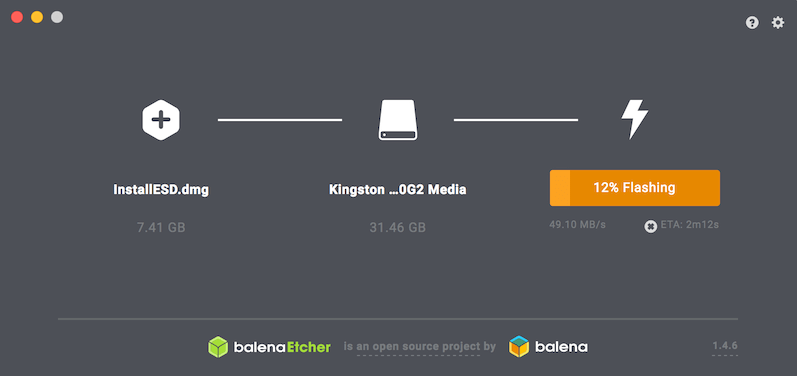 InstallESD.dmg
Kingston ...0G2 Media
12% Flashing
7.41 GB
31.46 GB
49.10 MB/s
ETA: 2m12s
balenaEtcher is an open source project by balena
1.4.6